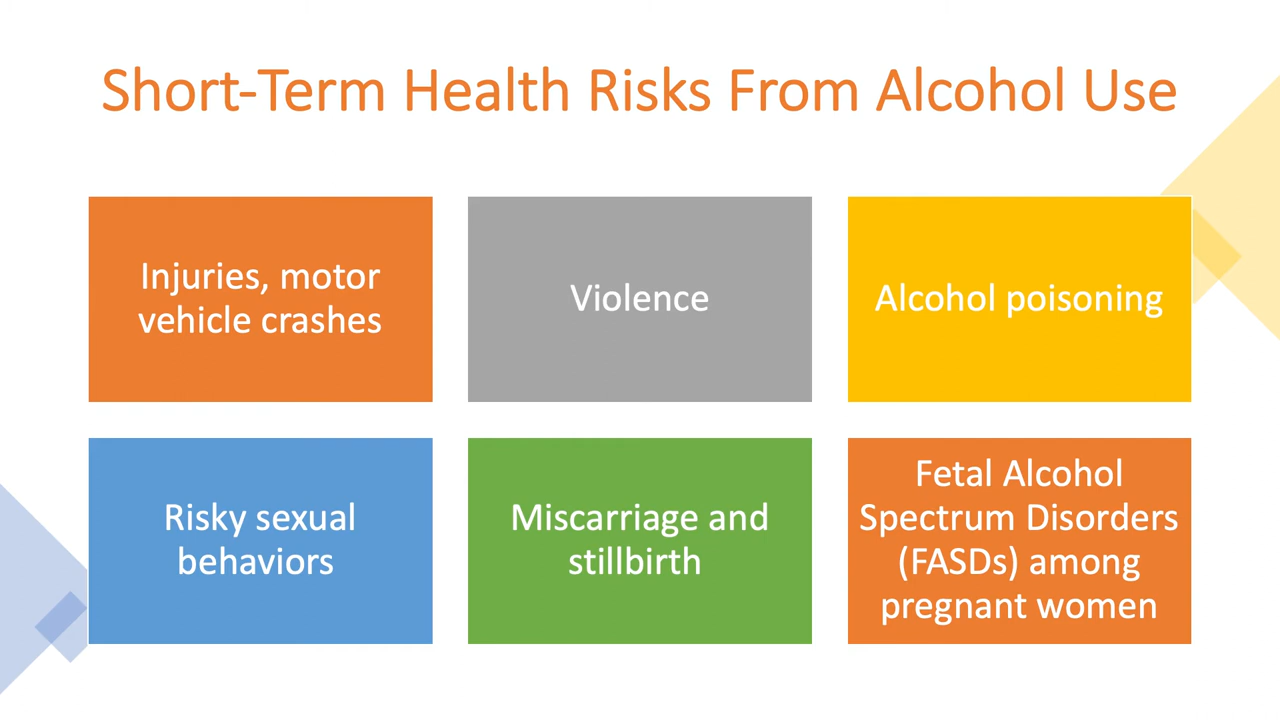 Short-Term Health Risks From Alcohol Use
Injuries, motor
vehicle crashes
Violence
Alcohol poisoning
Risky sexual
behaviors
Miscarriage and
stillbirth
Fetal Alcohol
Spectrum Disorders
(FASDs) among
pregnant women